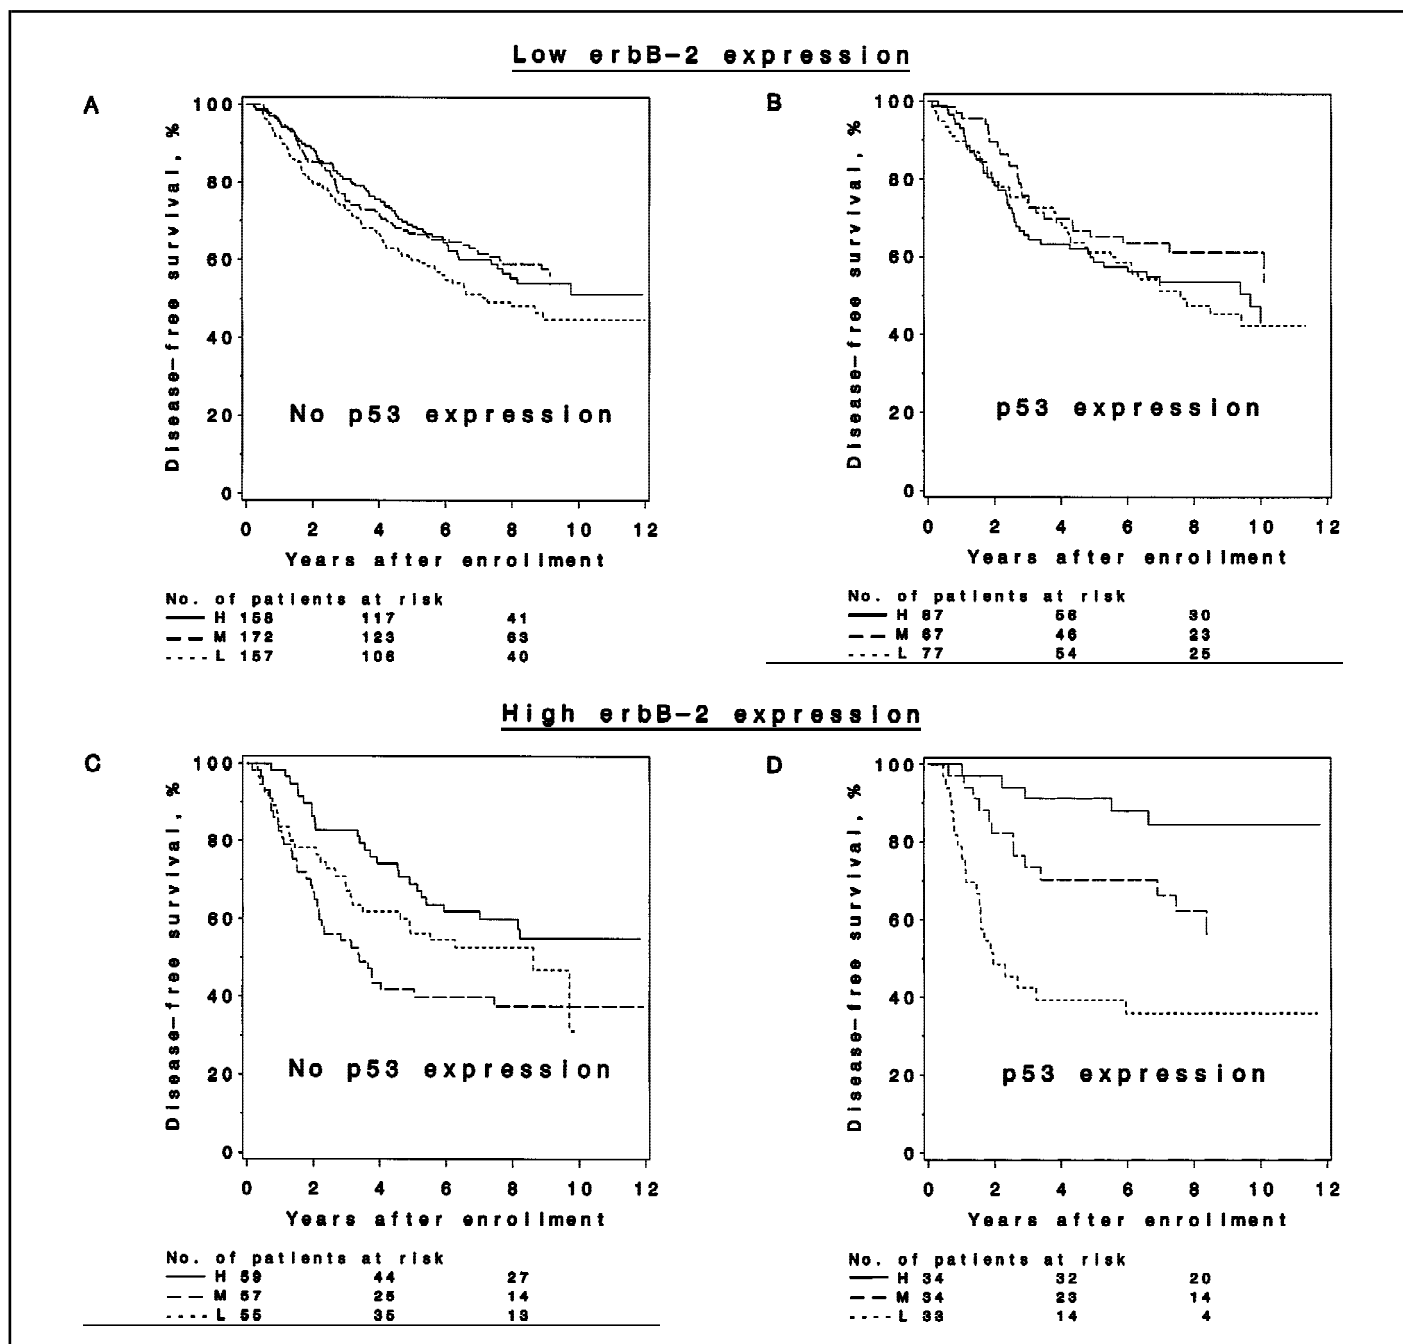 Low erbB-2 expression
A
Disease-free survival, %
100
80
60
40
20
0
No p53 expression
0 2 4 6 8 10 12
Years after enrollment
No. of patients at risk
H 158 117 41
M 172 123 63
L 157 106 40
B
Disease-free survival, %
100
80
60
40
20
0
p53 expression
0 2 4 6 8 10 12
Years after enrollment
No. of patients at risk
H 87 30
M 67 46 23
L 77 54 25
High erbB-2 expression
C
Disease-free survival, %
100
80
60
40
20
0
No p53 expression
0 2 4 6 8 10 12
Years after enrollment
No. of patients at risk
H 59 44 27
M 57 25 14
L 55 35 13
D
Disease-free survival, %
100
80
60
40
20
0
p53 expression
0 2 4 6 8 10 12
Years after enrollment
No. of patients at risk
H 34 32 20
M 34 23 14
L 33 14 4